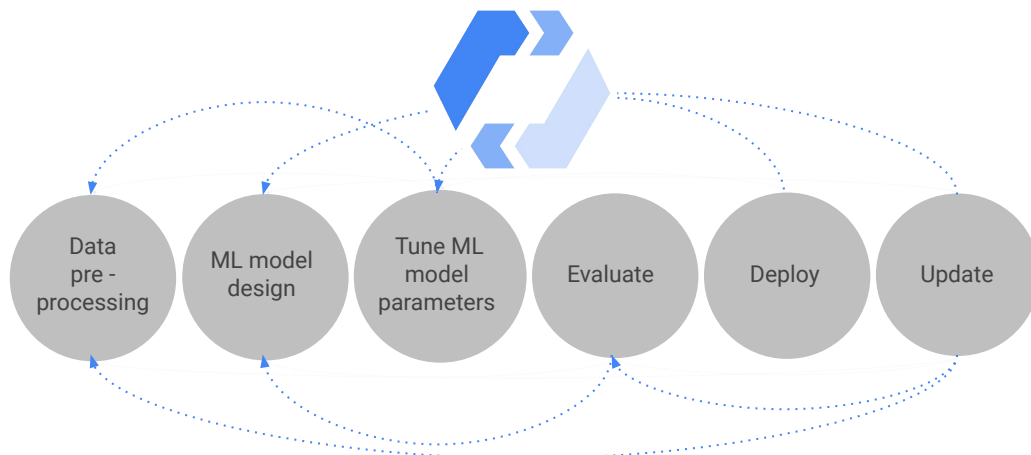 Data
pre -
processing
ML model
design
Tune ML
model
parameters
Evaluate
Deploy
Update